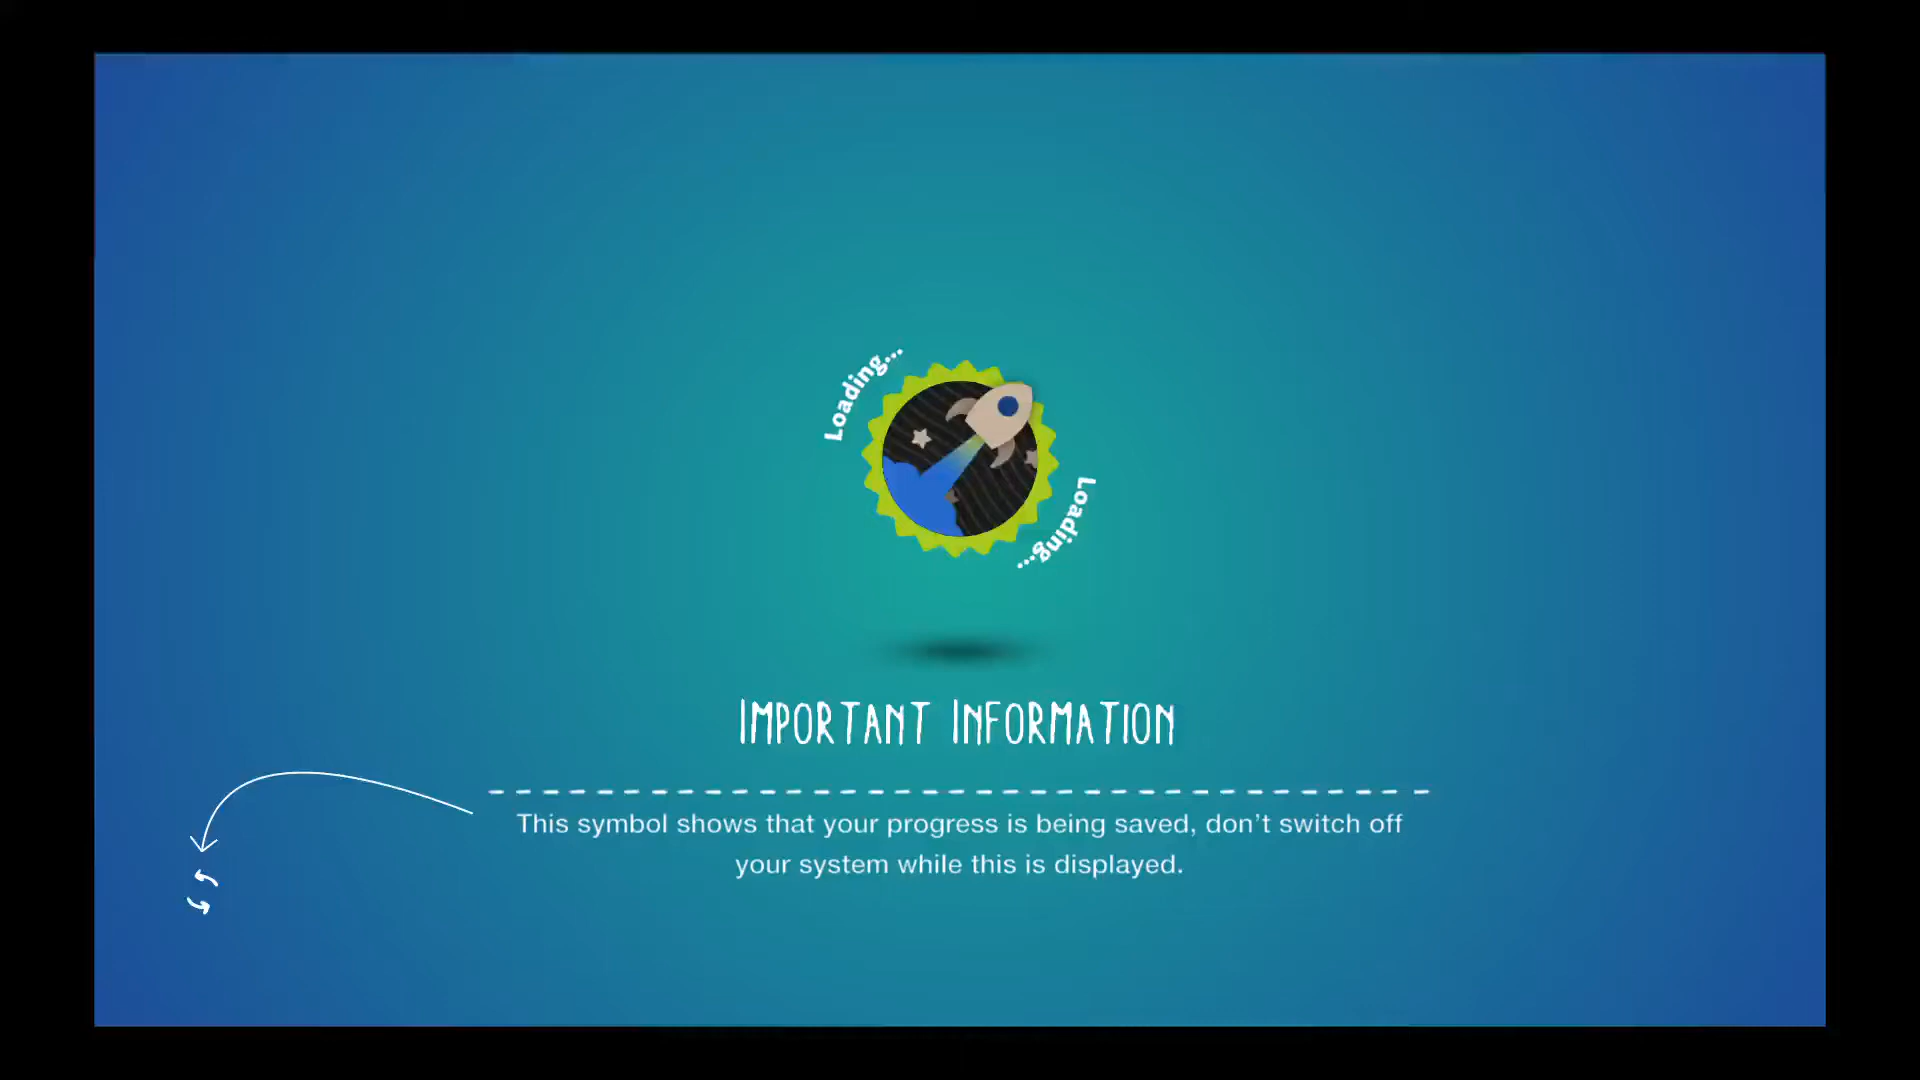 Loading...
Loading...
Important Information
This symbol shows that your progress is being saved, don't switch off
your system while this is displayed.